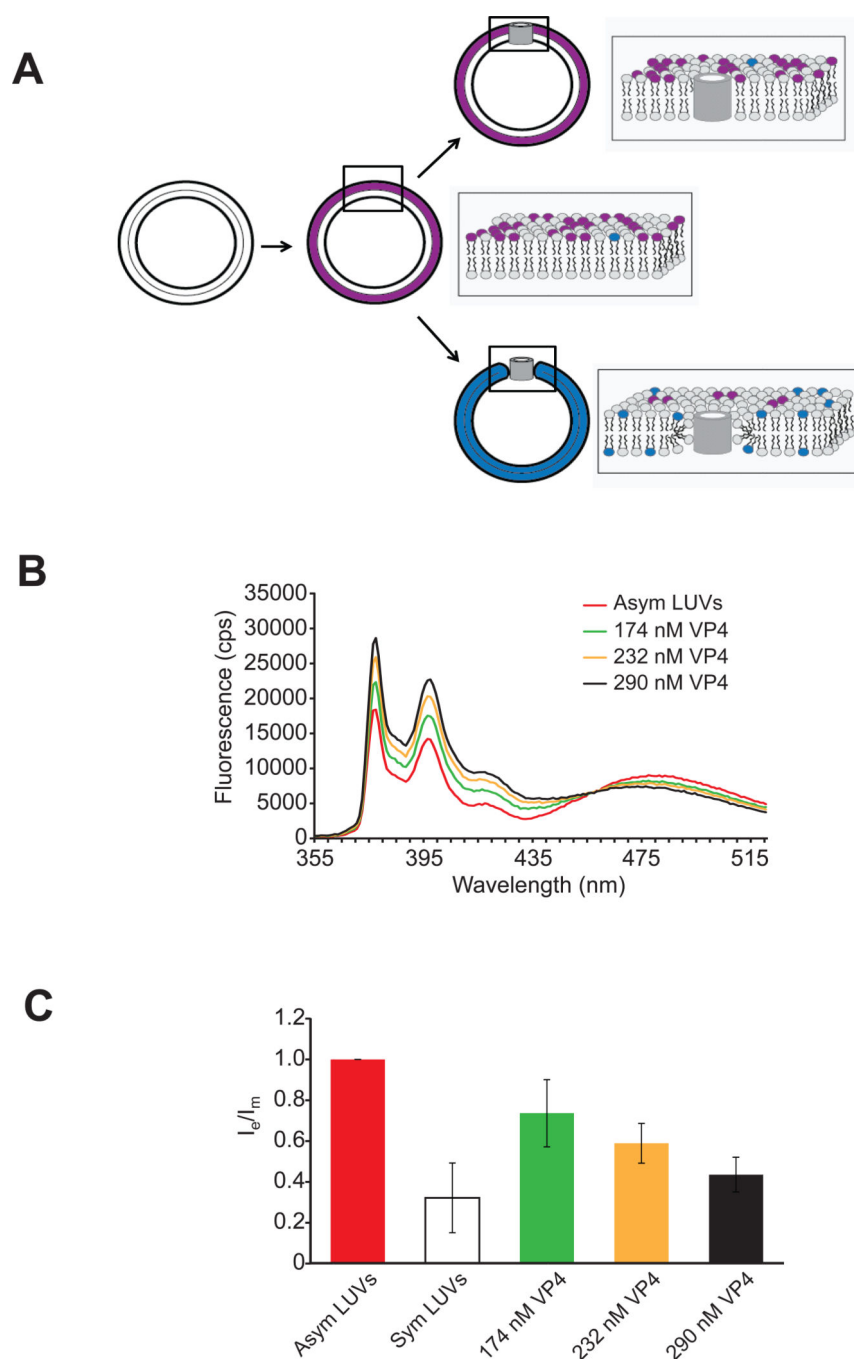 A
B
35000
30000
25000
20000
15000
10000
5000
0
Fluorescence (cps)
355
395
435
475
515
Wavelength (nm)
Asym LUVs
174 nM VP4
232 nM VP4
290 nM VP4
C
1.2
1.0
0.8
0.6
0.4
0.2
0
Ie/Im
Asym LUVs
Sym LUVs
174 nM VP4
232 nM VP4
290 nM VP4